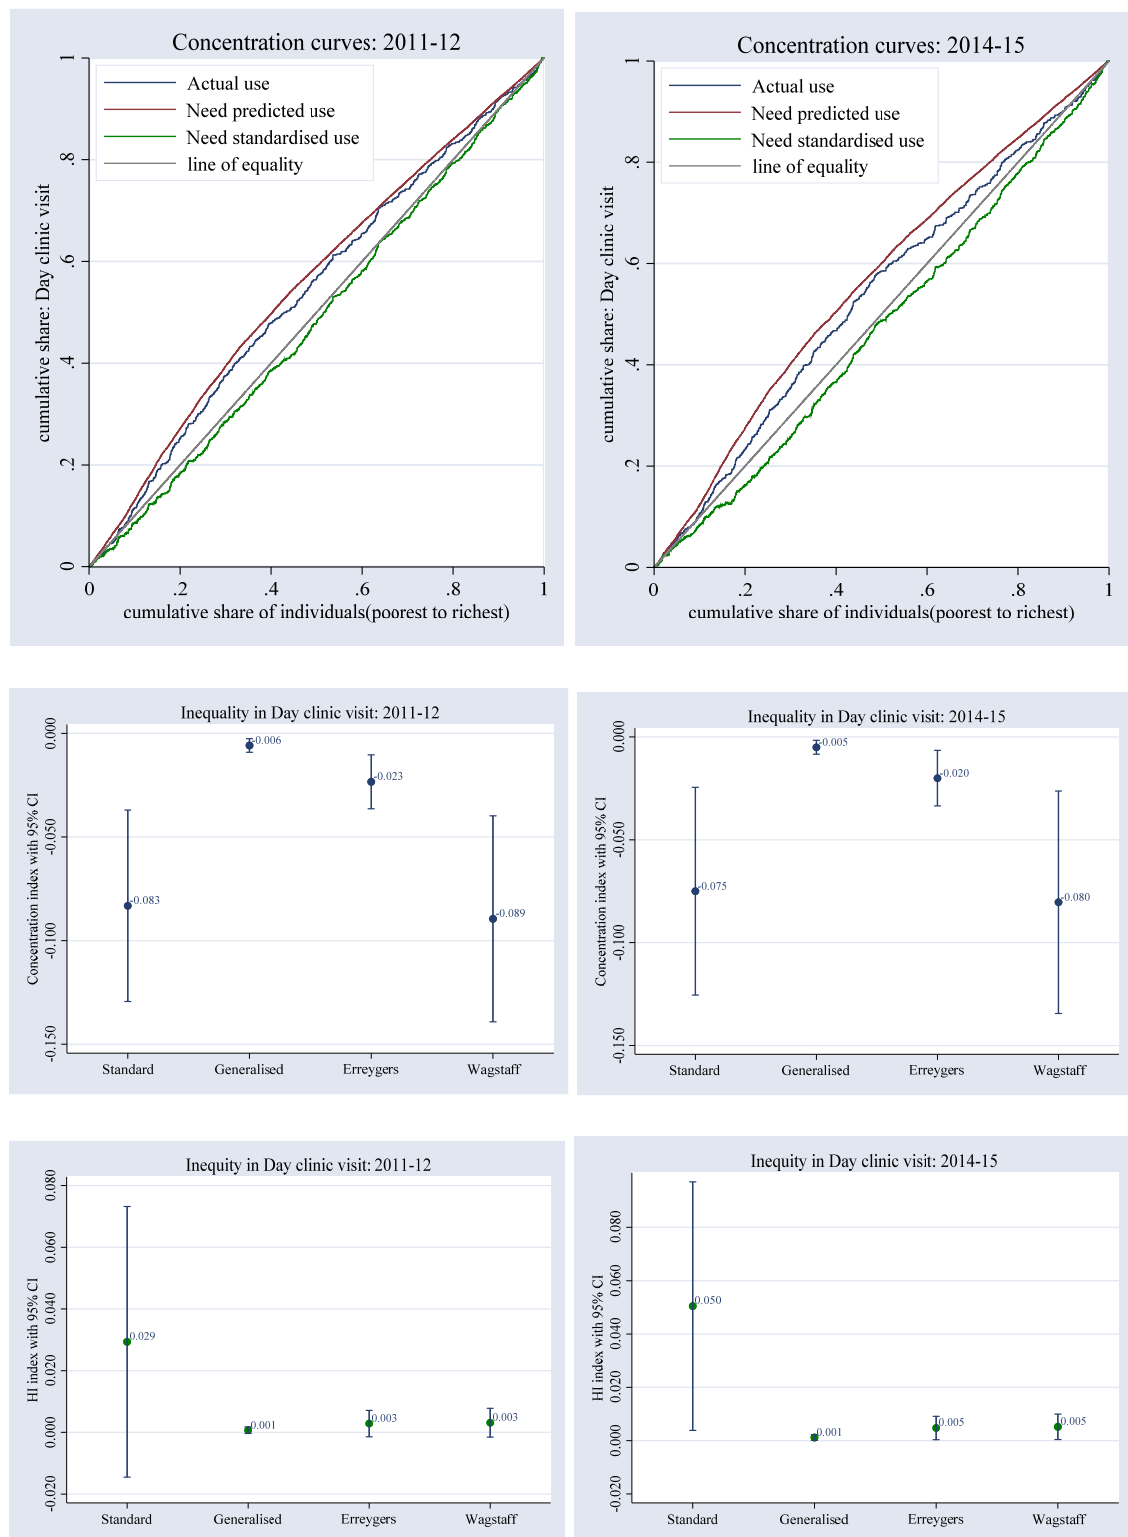 Concentration curves: 2011-12
Actual use
Need predicted use
Need standardised use
line of equality
cumulative share: Day clinic visit
1
.8
.6
.4
.2
0
0 .2 .4 .6 .8 1
cumulative share of individuals(poorest to richest)
Concentration curves: 2014-15
Actual use
Need predicted use
Need standardised use
line of equality
cumulative share: Day clinic visit
1
.8
.6
.4
.2
0
0 .2 .4 .6 .8 1
cumulative share of individuals(poorest to richest)
Inequality in Day clinic visit: 2011-12
Concentration index with 95% CI
0.000
-0.050
-0.100
-0.150
-0.083
-0.006
-0.023
-0.089
Standard Generalised Erreygers Wagstaff
Inequality in Day clinic visit: 2014-15
Concentration index with 95% CI
0.000
-0.050
-0.100
-0.150
-0.075
-0.005
-0.020
-0.080
Standard Generalised Erreygers Wagstaff
Inequity in Day clinic visit: 2011-12
HI index with 95% CI
0.080
0.060
0.040
0.020
0.000
-0.020
0.029
0.001
0.003
0.003
Standard Generalised Erreygers Wagstaff
Inequity in Day clinic visit: 2014-15
HI index with 95% CI
0.080
0.060
0.040
0.020
0.000
-0.020
0.050
0.001
0.005
0.005
Standard Generalised Erreygers Wagstaff